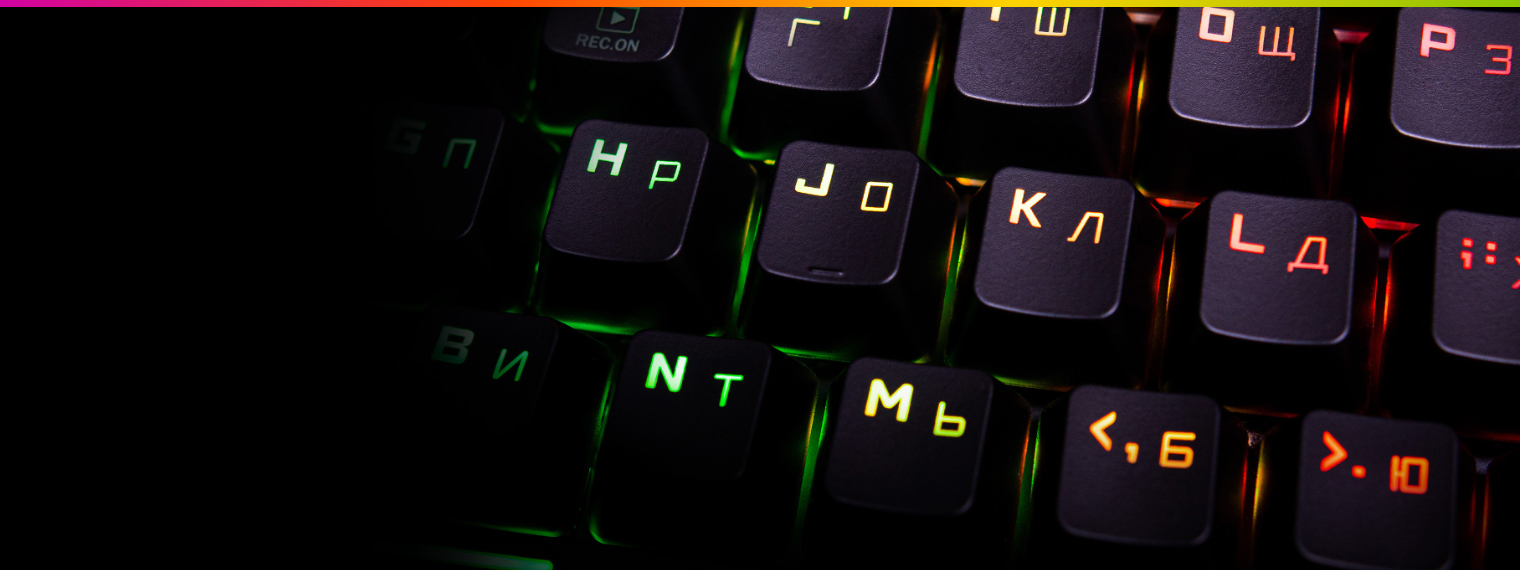 REC.ON
Г Ш O Щ P З
G П H Р J О K Л L Д ;:
B И N Т M Ь <, Б >. Ю